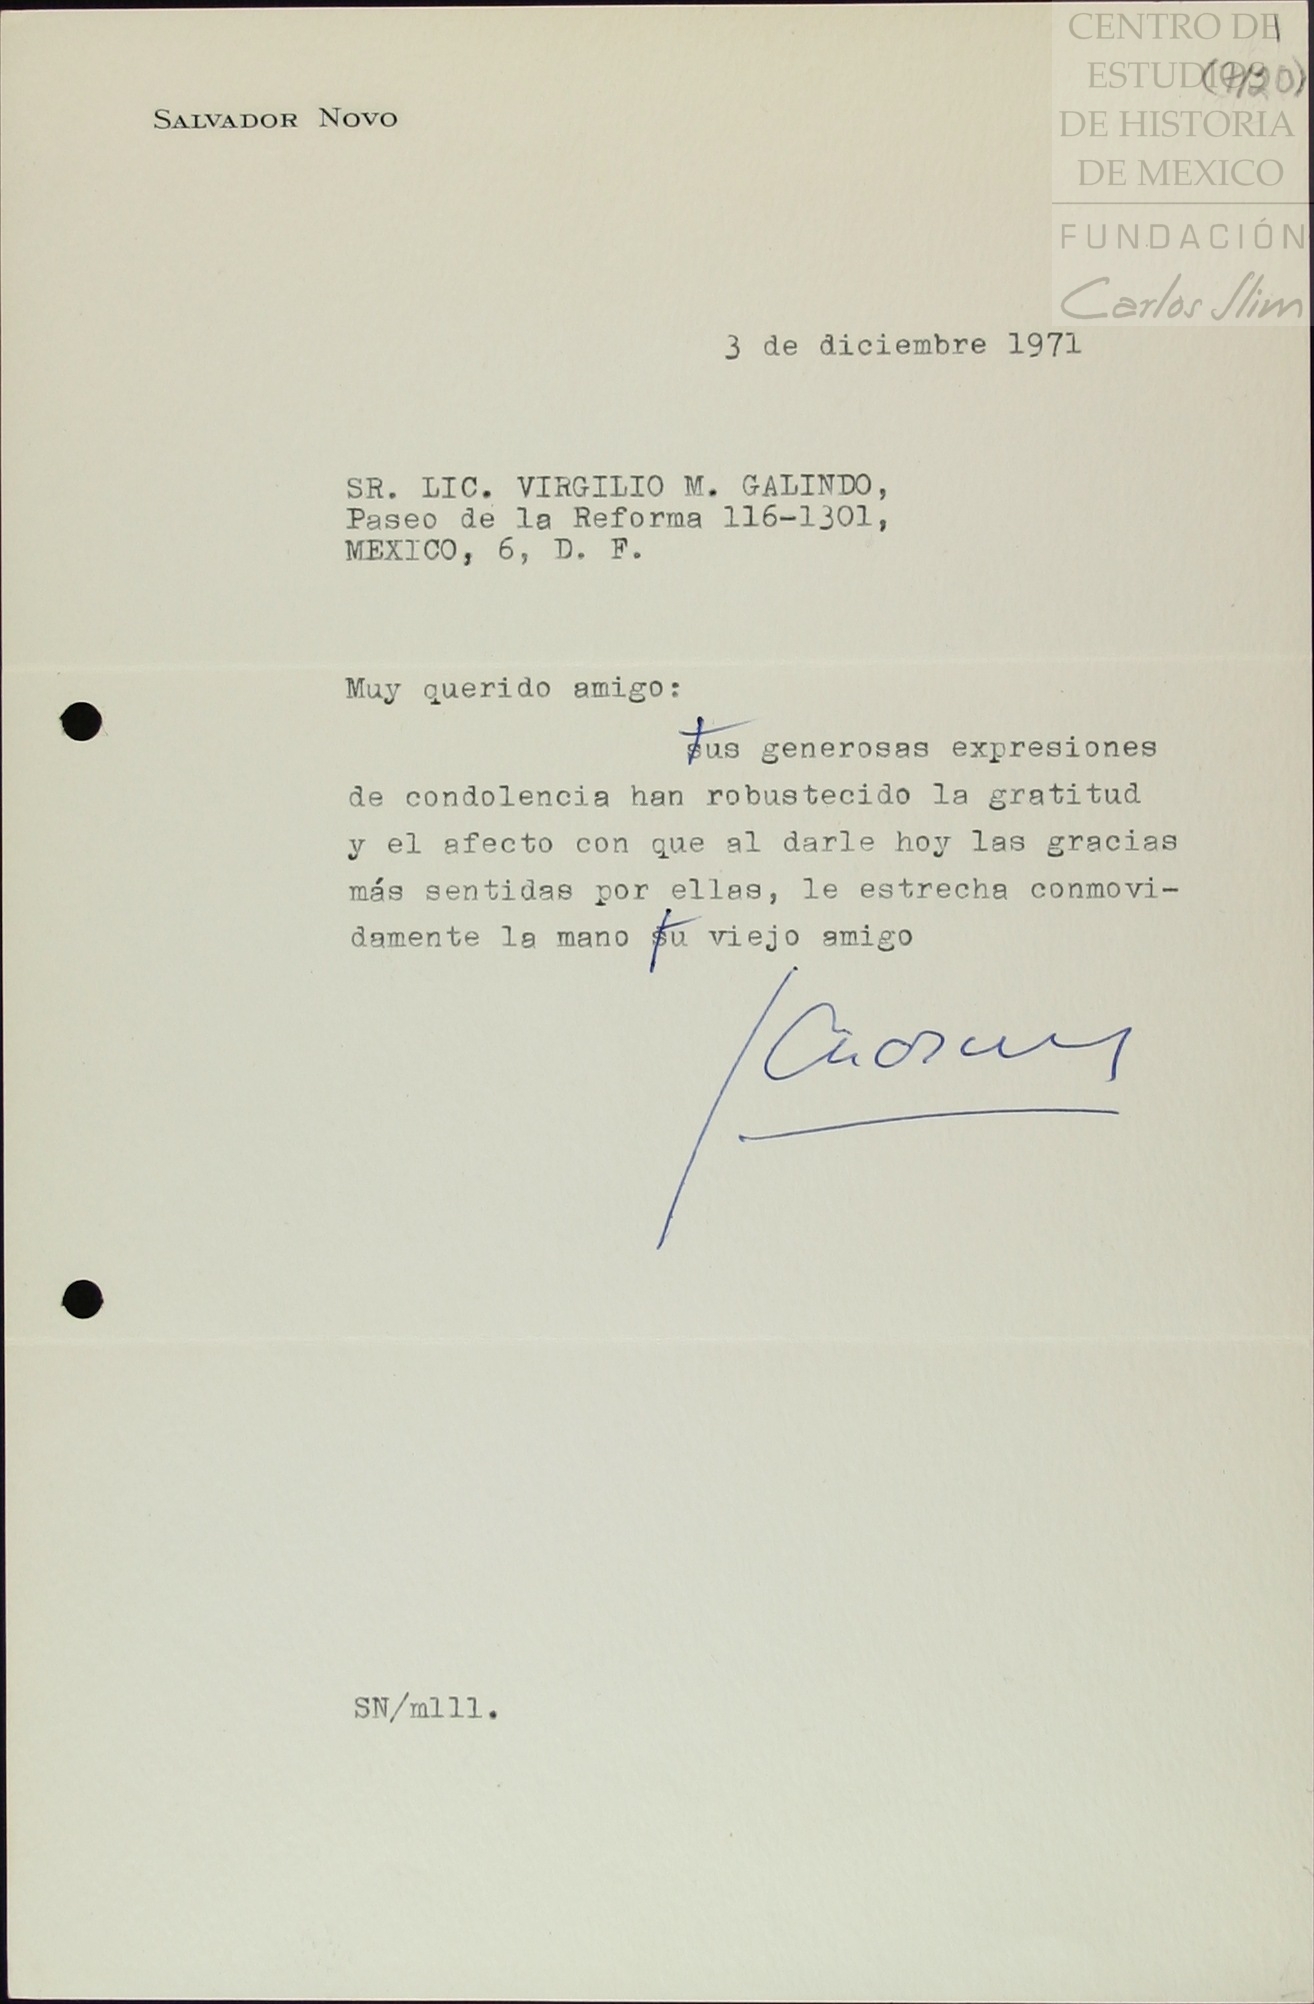 CENTRO DE
ESTUDIOS
DE HISTORIA
DE MEXICO
FUNDACIÓN
Carlos Slim
SALVADOR NOVO
3 de diciembre 1971
SR. LIC. VIRGILIO M. GALINDO,
Paseo de la Reforma 116-1301,
MEXICO, 6, D. F.
Muy querido amigo:
tus generosas expresiones
de condolencia han robustecido la gratitud
y el afecto con que al darle hoy las gracias
más sentidas por ellas, le estrecha conmovi-
damente la mano tu viejo amigo
SN/mlll.